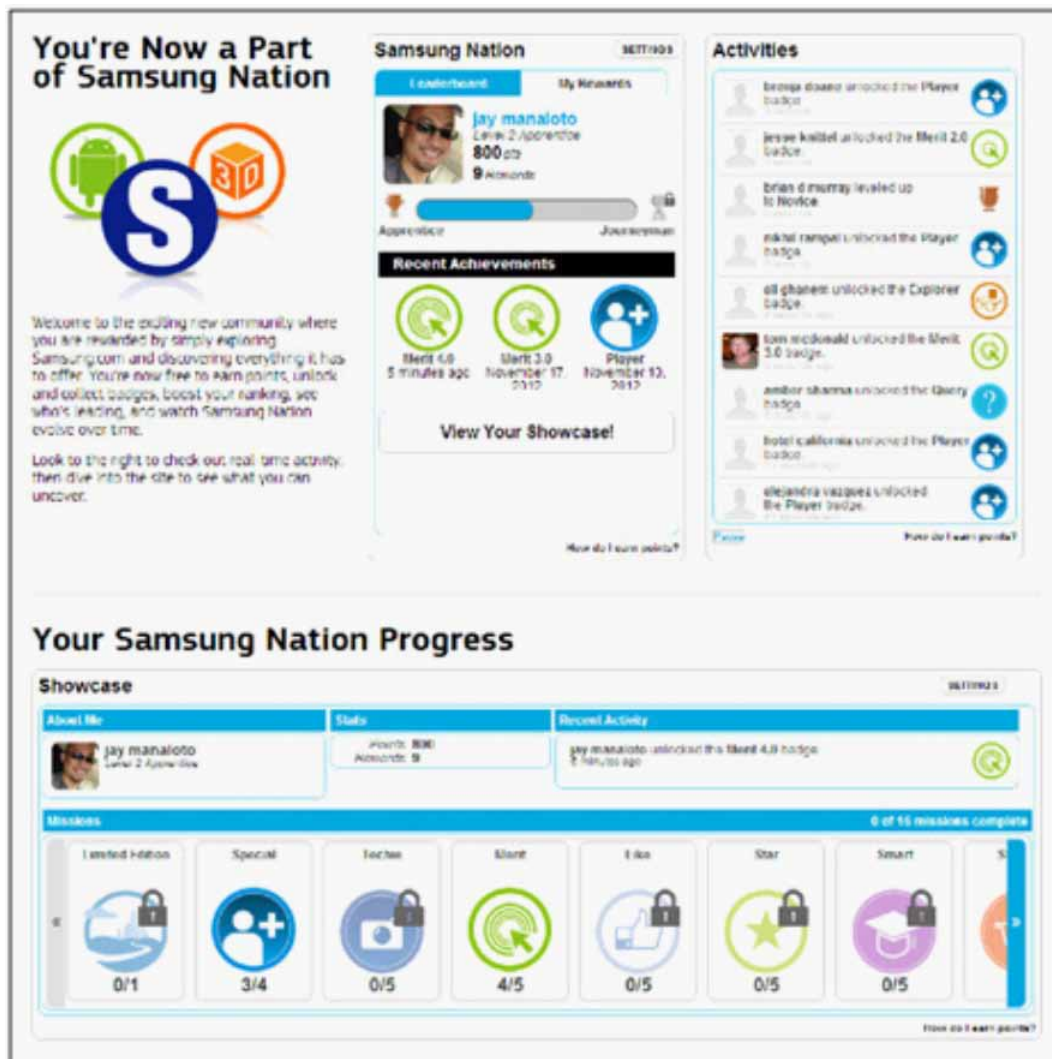 You're Now a Part
of Samsung Nation
S
3D
Welcome to the exciting new community where
you are rewarded by simply exploring
Samsung.com and discovering everything it has
to offer. You're now free to earn points, unlock
and collect badges, boost your ranking, see
who's leading, and watch Samsung Nation
evolve over time.
Look to the right to check out real-time activity,
then dive into the site to see what you can
uncover.
Samsung Nation
SETTINGS
Leaderboard
My Rewards
jay manaloto
Level 2 Apprentice
800 pts
9 Rewards
Apprentice
Journeyman
Recent Achievements
Merit 4.0
5 minutes ago
Merit 3.0
November 17,
2012
Player
November 13,
2012
View Your Showcase!
How do I earn points?
Activities
doane unlocked the Player
badge.
jesse knittel unlocked the Merit 2.0
badge.
brian d murray leveled up
to Novice
nikhil rampal unlocked the Player
badge.
ali ghanem unlocked the Explorer
badge.
tom mcdonald unlocked the Merit
3.0 badge.
amber sharma unlocked the Query
badge.
?
hotel california unlocked the Player
badge.
alejandra vazquez unlocked
the Player badge.
Pause
How do I earn points?
Your Samsung Nation Progress
Showcase
SETTINGS
About Me
Stats
Recent Activity
jay manaloto
Level 2 Apprentice
Points 800
Rewards 9
jay manaloto unlocked the Merit 4.0 badge
minutes ago
Missions
0 of 16 missions complete
«
Limited Edition
0/1
Special
3/4
Techie
0/5
Merit
4/5
Like
0/5
Star
0/5
Smart
0/5
»
How do I earn points?